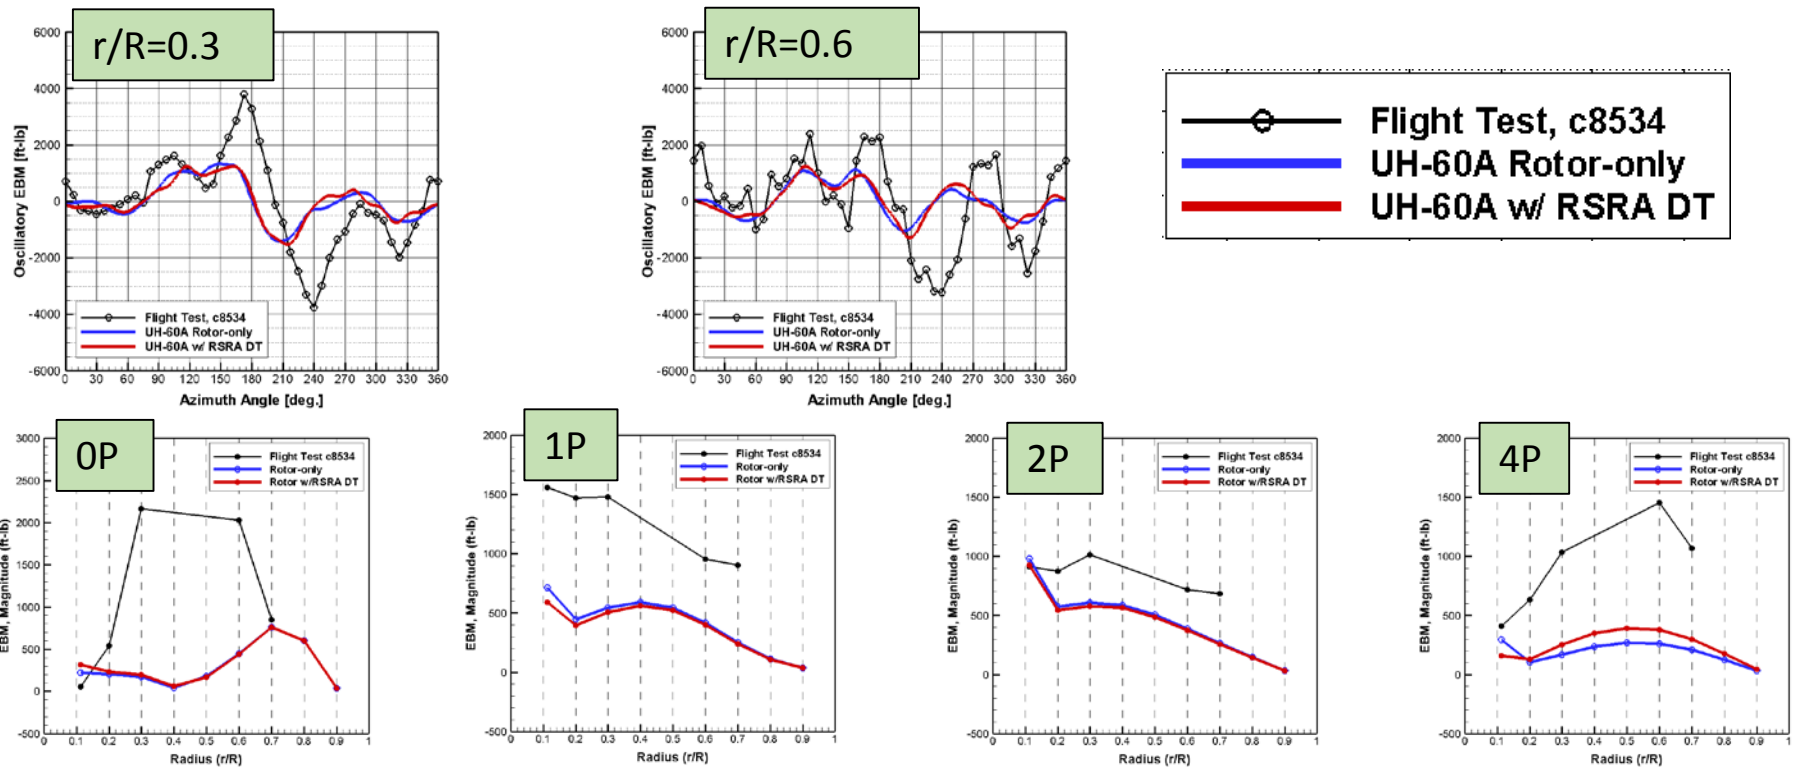 r/R=0.3
6000
4000
2000
0
-2000
-4000
-6000
Oscillatory EBM [ft-lb]
Flight Test, c8534
UH-60A Rotor-only
UH-60A w/ RSRA DT
0 30 60 90 120 150 180 210 240 270 300 330 360
Azimuth Angle [deg.]
r/R=0.6
6000
4000
2000
0
-2000
-4000
-6000
Oscillatory EBM [ft-lb]
Flight Test, c8534
UH-60A Rotor-only
UH-60A w/ RSRA DT
0 30 60 90 120 150 180 210 240 270 300 330 360
Azimuth Angle [deg.]
Flight Test, c8534
UH-60A Rotor-only
UH-60A w/ RSRA DT
0P
3000
2500
2000
1500
1000
500
0
-500
EBM, Magnitude (ft-lb)
Flight Test c8534
Rotor-only
Rotor w/RSRA DT
0 0.1 0.2 0.3 0.4 0.5 0.6 0.7 0.8 0.9 1
Radius (r/R)
1P
2000
1500
1000
500
0
-500
EBM, Magnitude (ft-lb)
Flight Test c8534
Rotor-only
Rotor w/RSRA DT
0 0.1 0.2 0.3 0.4 0.5 0.6 0.7 0.8 0.9 1
Radius (r/R)
2P
2000
1500
1000
500
0
-500
EBM, Magnitude (ft-lb)
Flight Test c8534
Rotor-only
Rotor w/RSRA DT
0 0.1 0.2 0.3 0.4 0.5 0.6 0.7 0.8 0.9 1
Radius (r/R)
4P
2000
1500
1000
500
0
-500
EBM, Magnitude (ft-lb)
Flight Test c8534
Rotor-only
Rotor w/RSRA DT
0 0.1 0.2 0.3 0.4 0.5 0.6 0.7 0.8 0.9 1
Radius (r/R)